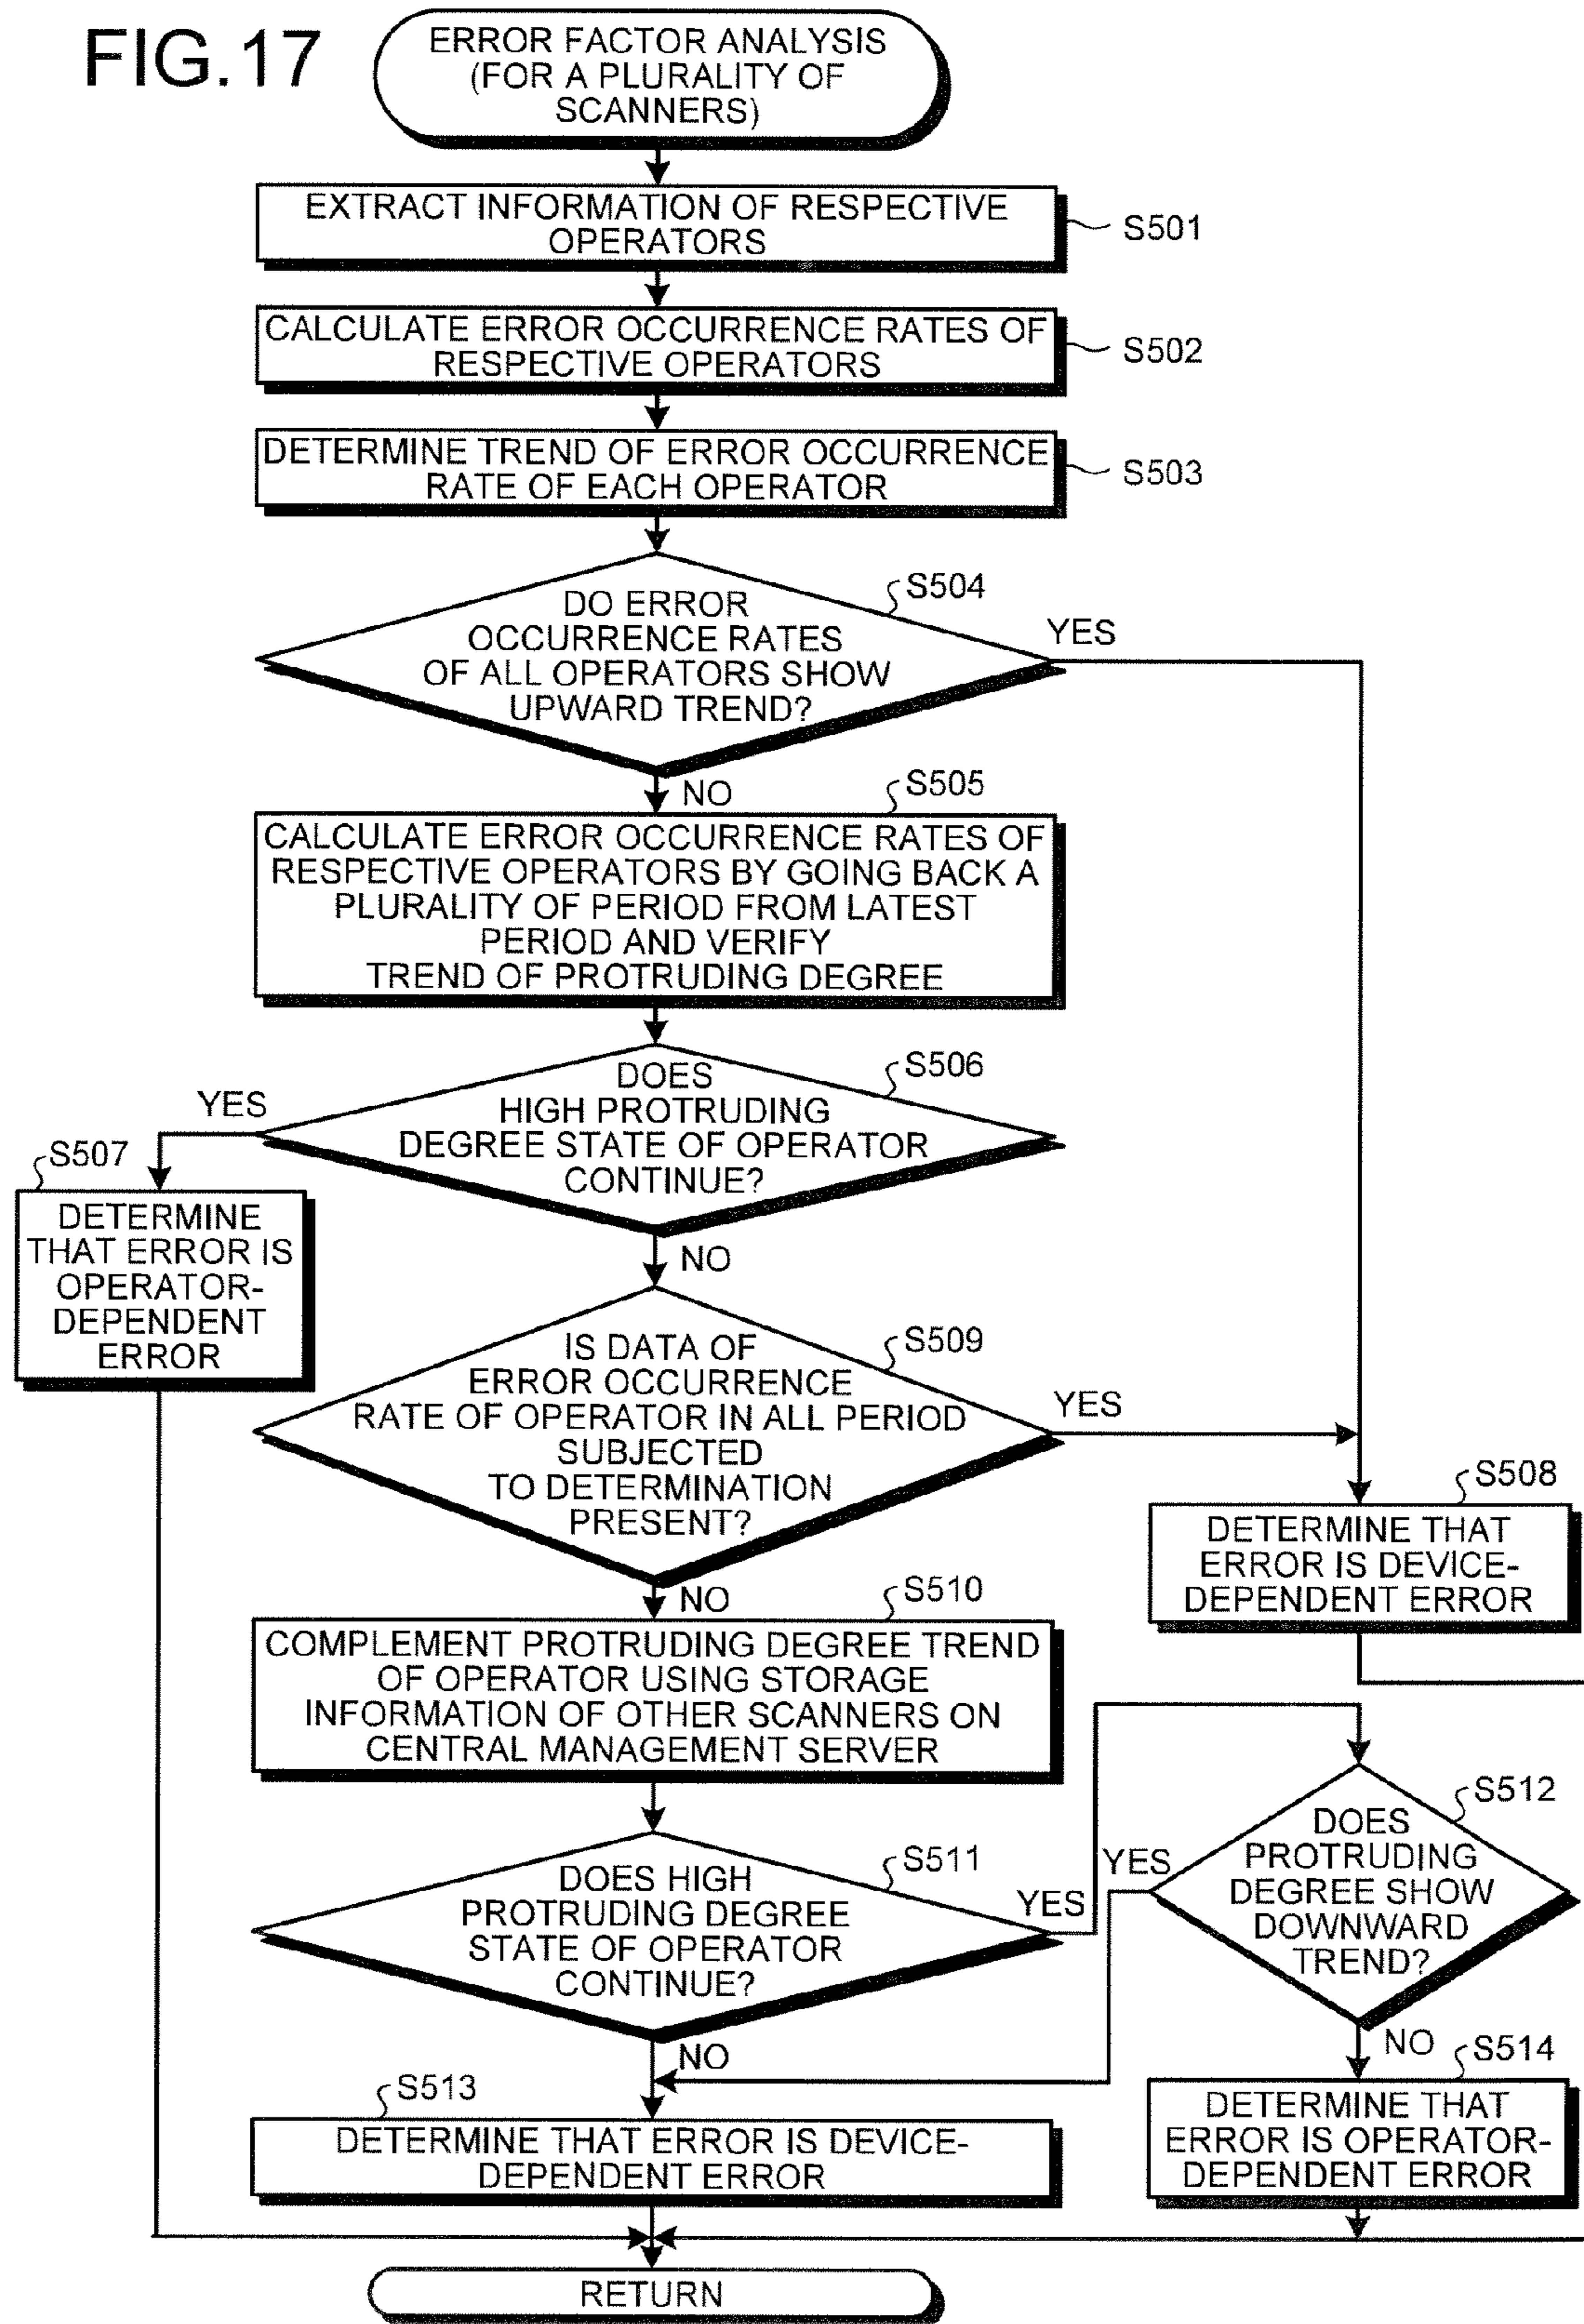 FIG.17
ERROR FACTOR ANALYSIS
(FOR A PLURALITY OF
SCANNERS)
EXTRACT INFORMATION OF RESPECTIVE
OPERATORS
S501
CALCULATE ERROR OCCURRENCE RATES OF
RESPECTIVE OPERATORS
S502
DETERMINE TREND OF ERROR OCCURRENCE
RATE OF EACH OPERATOR
S503
S504
DO ERROR
OCCURRENCE RATES
OF ALL OPERATORS SHOW
UPWARD TREND?
YES
NO
S505
CALCULATE ERROR OCCURRENCE RATES OF
RESPECTIVE OPERATORS BY GOING BACK A
PLURALITY OF PERIOD FROM LATEST
PERIOD AND VERIFY
TREND OF PROTRUDING DEGREE
S506
DOES
HIGH PROTRUDING
DEGREE STATE OF OPERATOR
CONTINUE?
YES
NO
S507
DETERMINE
THAT ERROR IS
OPERATOR-
DEPENDENT
ERROR
S509
IS DATA OF
ERROR OCCURRENCE
RATE OF OPERATOR IN ALL PERIOD
SUBJECTED
TO DETERMINATION
PRESENT?
YES
NO
S508
DETERMINE THAT
ERROR IS DEVICE-
DEPENDENT ERROR
S510
COMPLEMENT PROTRUDING DEGREE TREND
OF OPERATOR USING STORAGE
INFORMATION OF OTHER SCANNERS ON
CENTRAL MANAGEMENT SERVER
S511
DOES HIGH
PROTRUDING DEGREE
STATE OF OPERATOR
CONTINUE?
YES
NO
S512
DOES
PROTRUDING
DEGREE SHOW
DOWNWARD
TREND?
YES
NO
S513
DETERMINE THAT ERROR IS DEVICE-
DEPENDENT ERROR
S514
DETERMINE THAT
ERROR IS OPERATOR-
DEPENDENT ERROR
RETURN